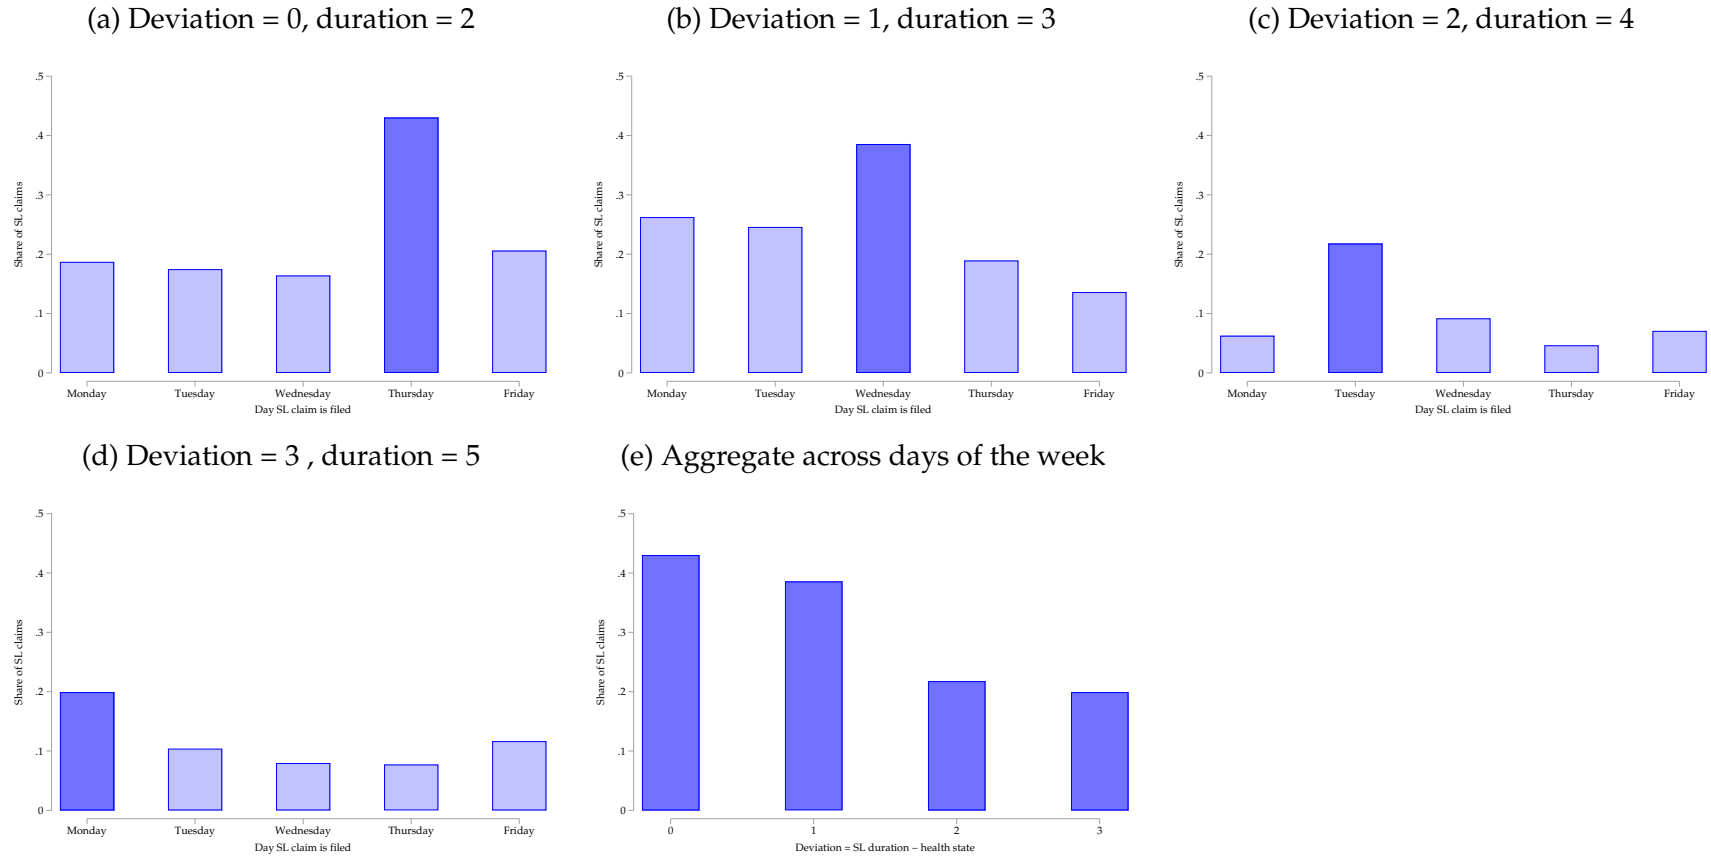 (a) Deviation = 0, duration = 2
(b) Deviation = 1, duration = 3
(c) Deviation = 2, duration = 4
.5
.4
.3
.2
.1
0
Share of SL claims
Monday Tuesday Wednesday Thursday Friday
Day SL claim is filed
.5
.4
.3
.2
.1
0
Share of SL claims
Monday Tuesday Wednesday Thursday Friday
Day SL claim is filed
.5
.4
.3
.2
.1
0
Share of SL claims
Monday Tuesday Wednesday Thursday Friday
Day SL claim is filed
(d) Deviation = 3 , duration = 5
(e) Aggregate across days of the week
.5
.4
.3
.2
.1
0
Share of SL claims
Monday Tuesday Wednesday Thursday Friday
Day SL claim is filed
.5
.4
.3
.2
.1
0
Share of SL claims
0 1 2 3
Deviation = SL duration − health state